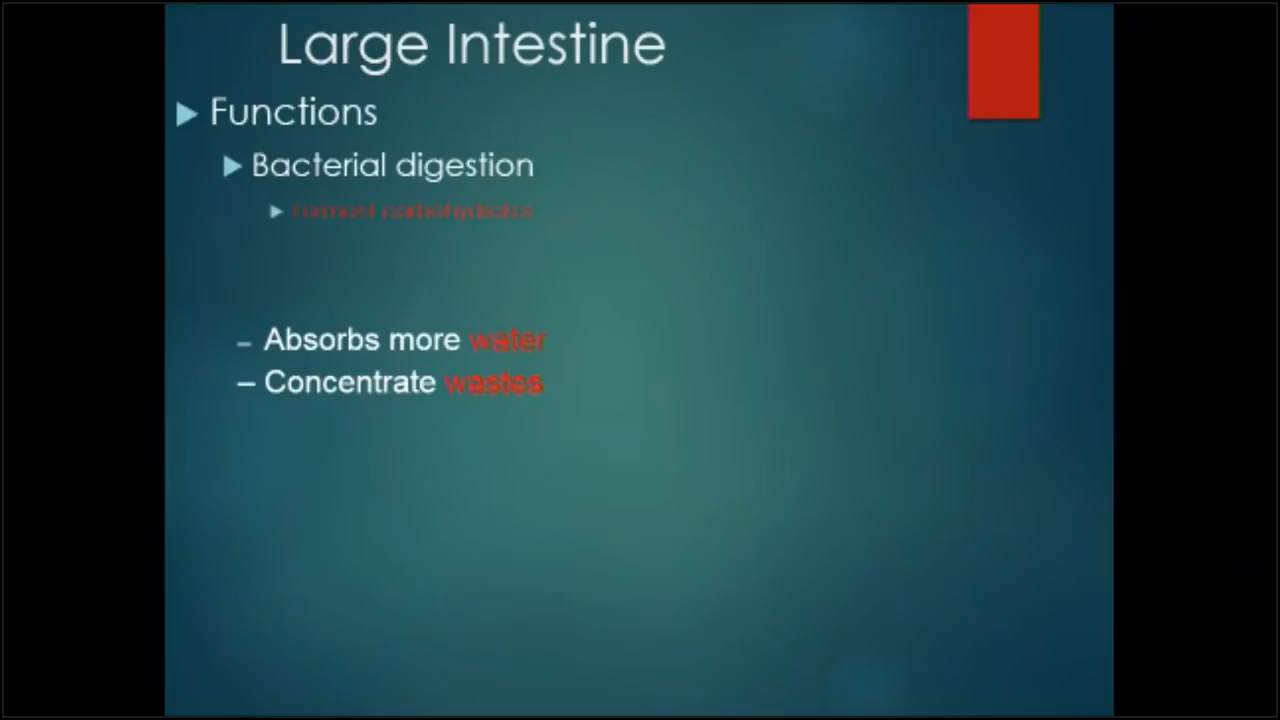 Large Intestine
Functions
Bacterial digestion
Ferment carbohydrates
– Absorbs more water
– Concentrate wastes